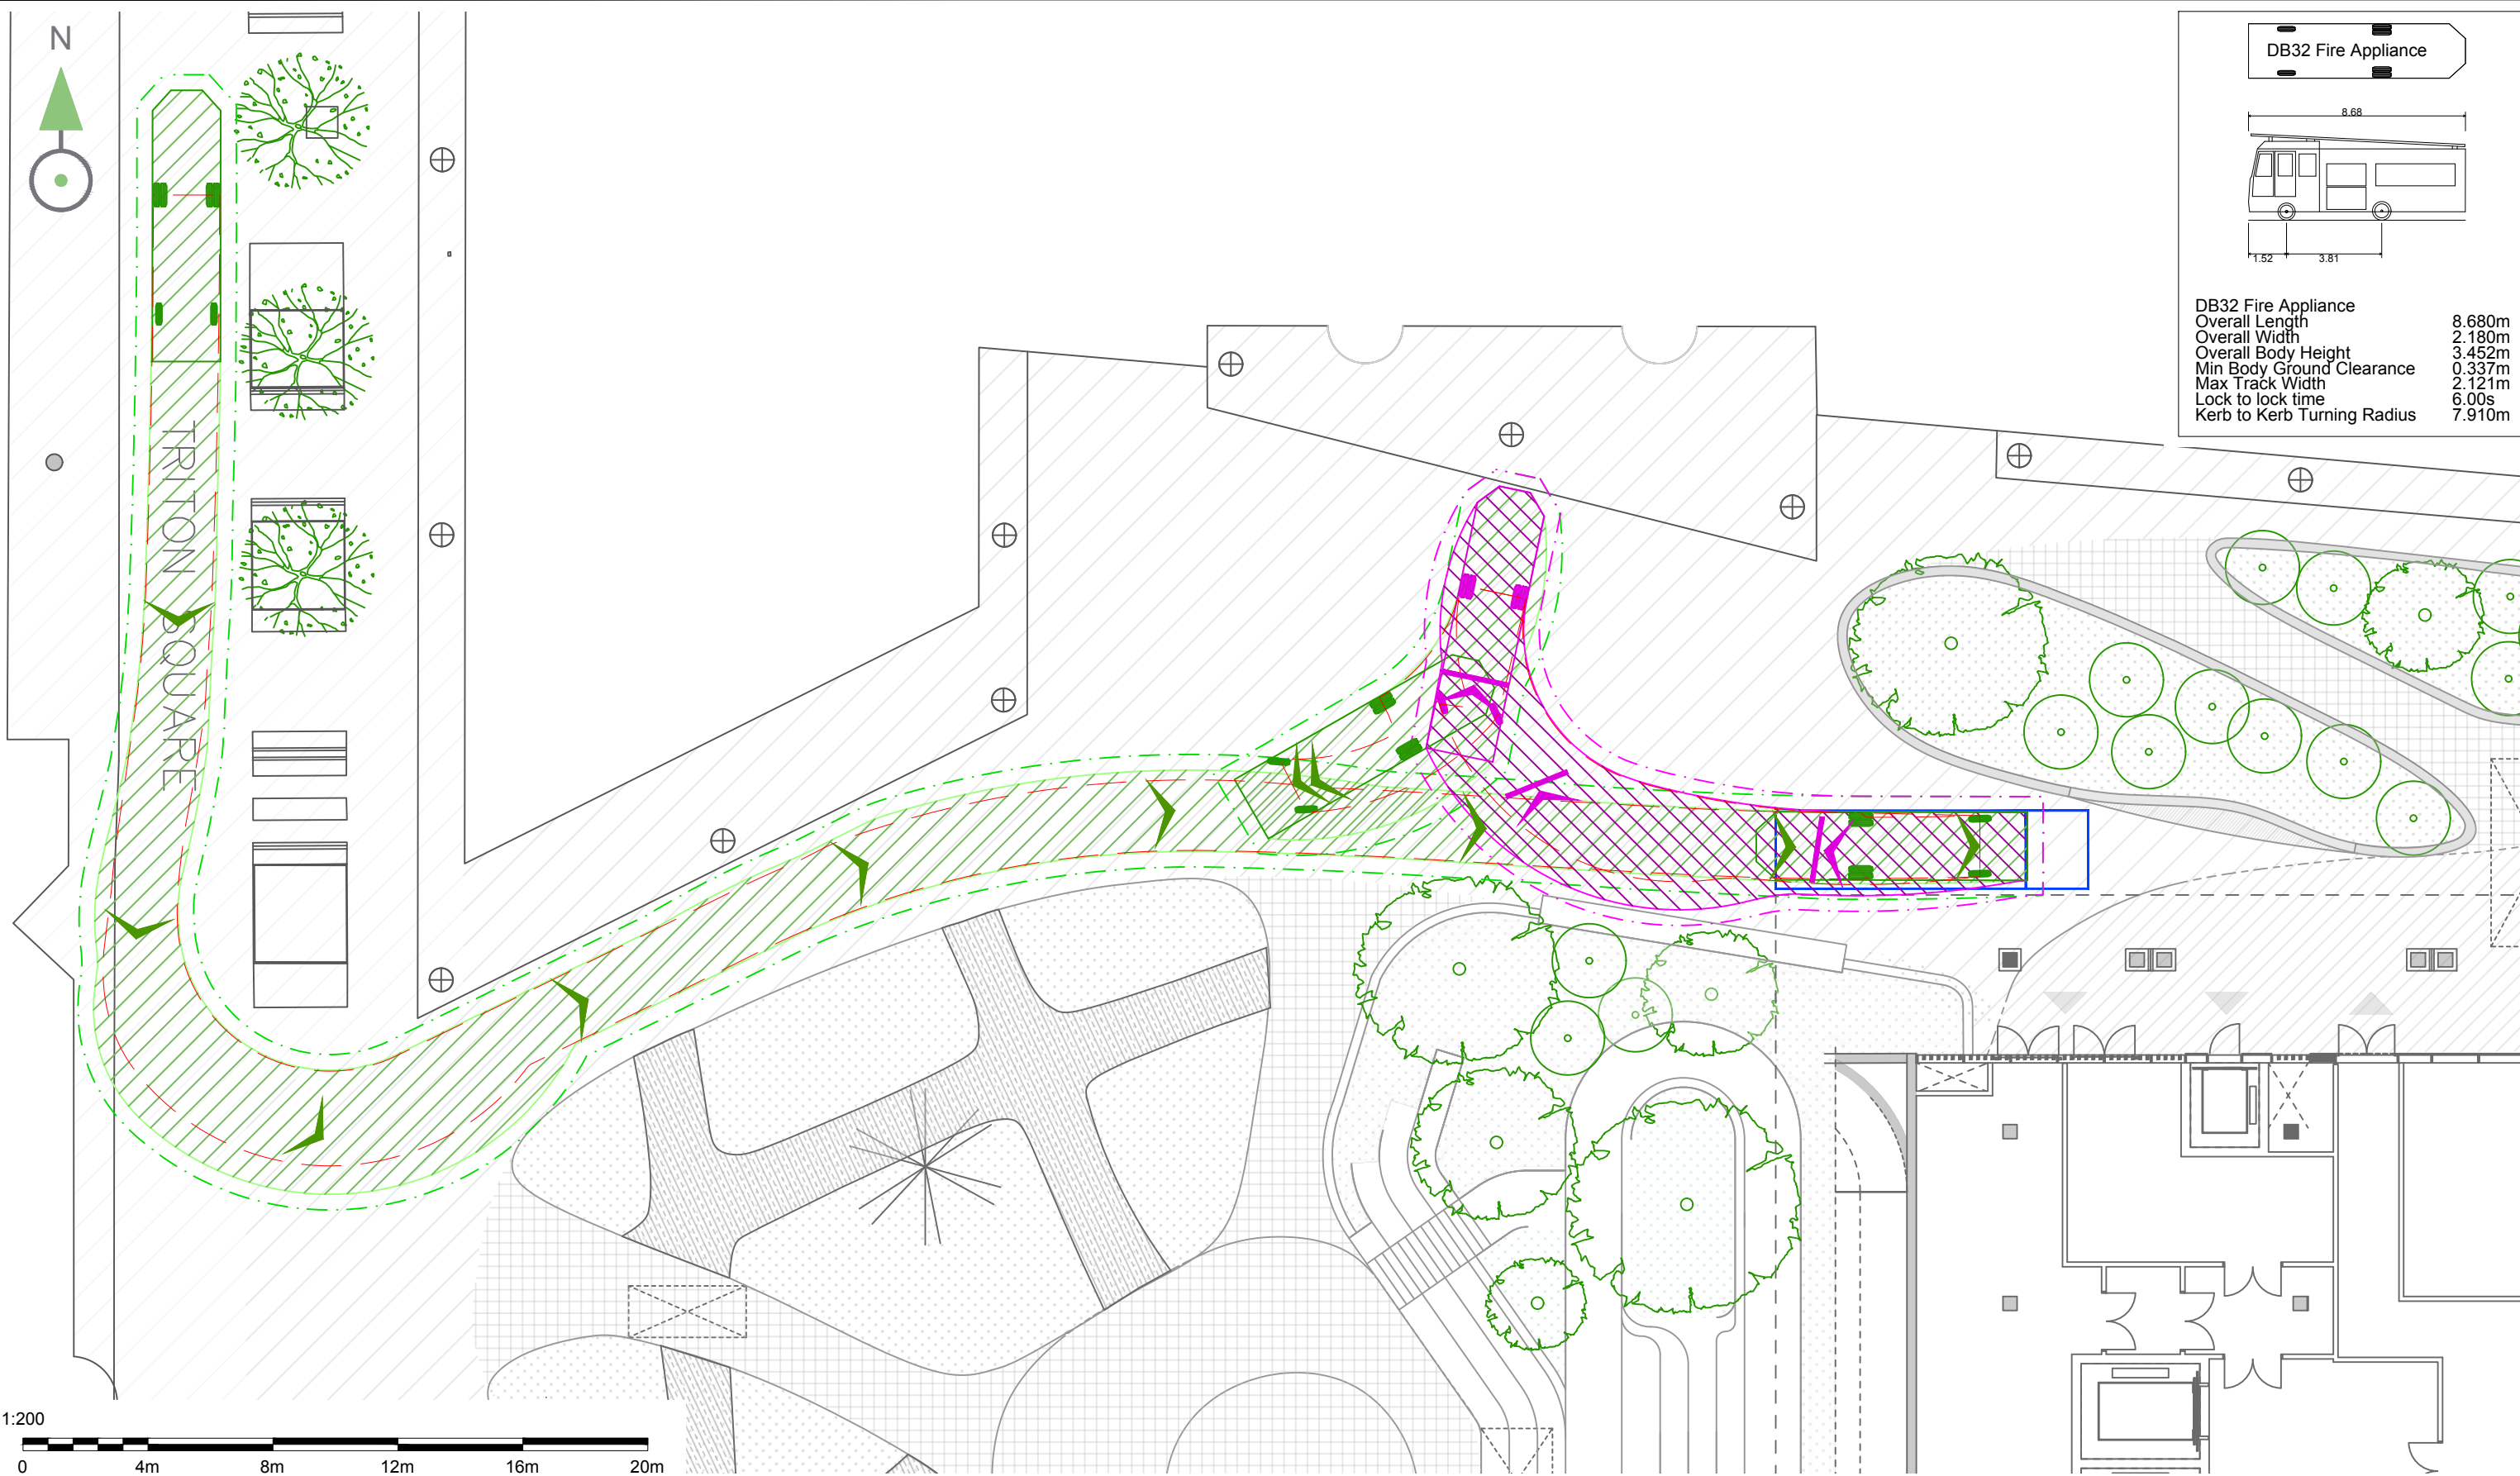 N
DB32 Fire Appliance
8.68
1.52 3.81
DB32 Fire Appliance
Overall Length 8.680m
Overall Width 2.180m
Overall Body Height 3.452m
Min Body Ground Clearance 0.337m
Max Track Width 2.121m
Lock to lock time 6.00s
Kerb to Kerb Turning Radius 7.910m
TRITON SQUARE
1:200
0 4m 8m 12m 16m 20m